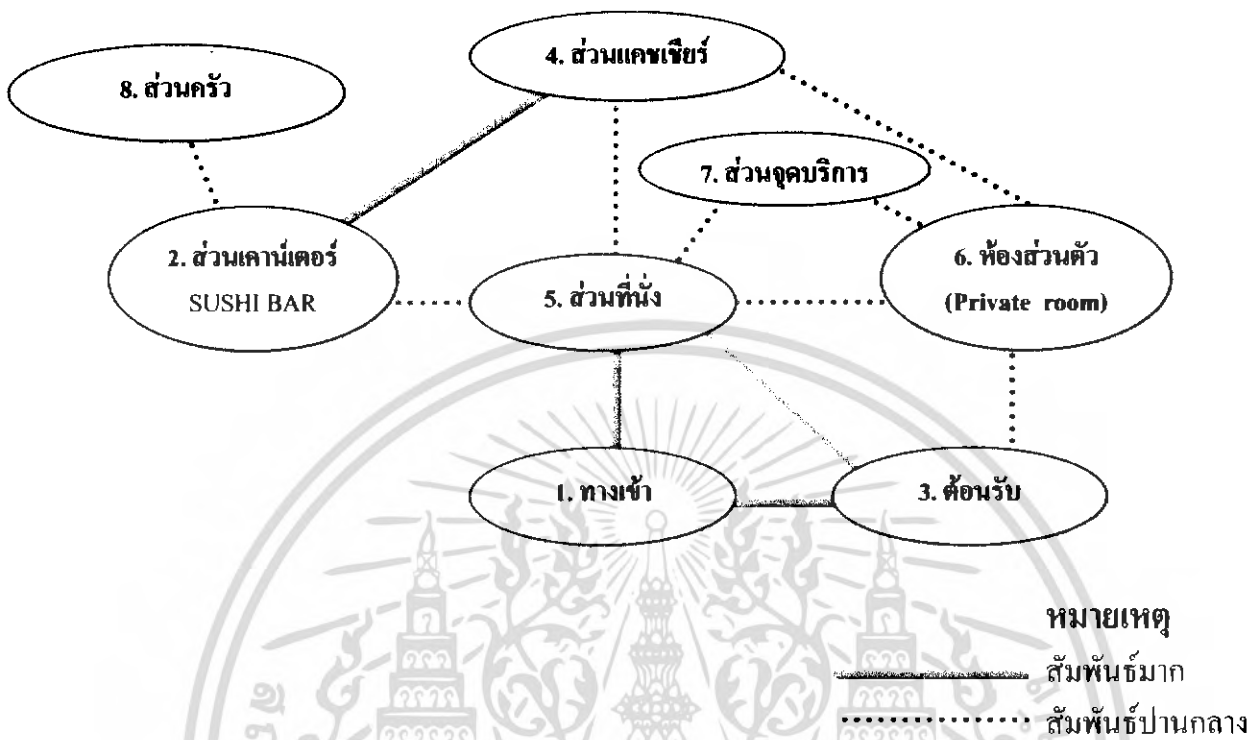 4. ส่วนแคชเชียร์
8. ส่วนครัว
7. ส่วนจุดบริการ
2. ส่วนเคาน์เตอร์
SUSHI BAR
5. ส่วนที่นั่ง
6. ห้องส่วนตัว
(Private room)
1. ทางเข้า
3. ต้อนรับ
หมายเหตุ
สัมพันธ์มาก
สัมพันธ์ปานกลาง